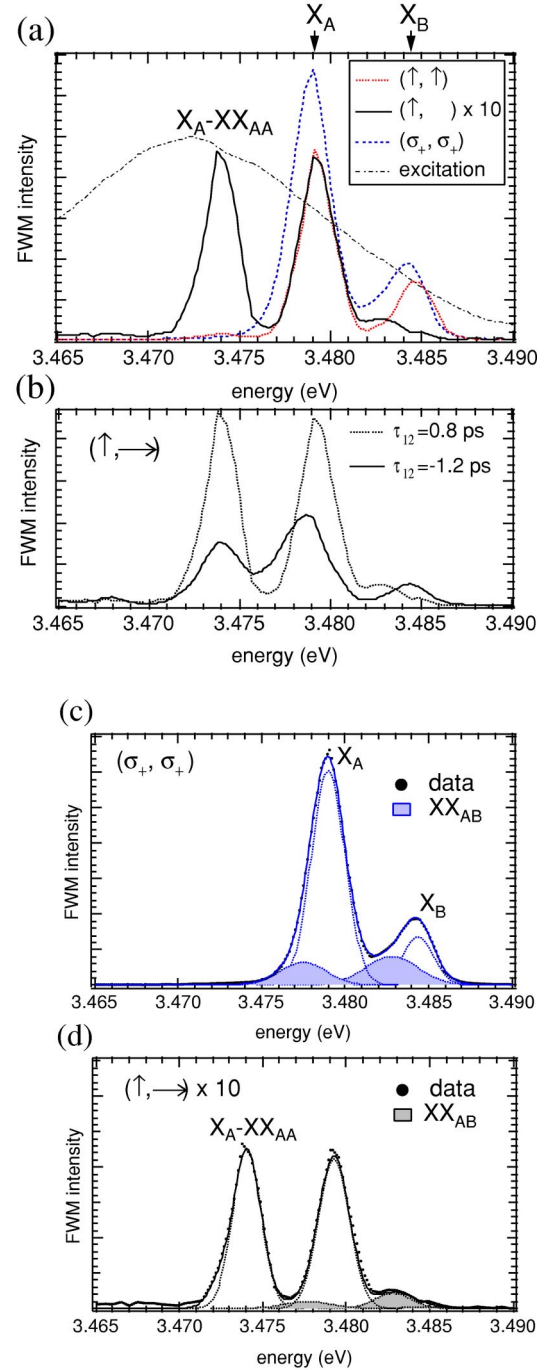 (a)
X_A X_B
X_A-XX_AA
(↑, ↑)
(↑, ) x 10
(σ₊, σ₊)
excitation
FWM intensity
3.465 3.470 3.475 3.480 3.485 3.490
energy (eV)
(b)
(↑,→)
τ₁₂=0.8 ps
τ₁₂=-1.2 ps
FWM intensity
3.465 3.470 3.475 3.480 3.485 3.490
energy (eV)
(c)
(σ₊, σ₊)
X_A
data
XX_AB
X_B
FWM intensity
3.465 3.470 3.475 3.480 3.485 3.490
energy (eV)
(d)
(↑,→) x 10
data
XX_AB
X_A-XX_AA
FWM intensity
3.465 3.470 3.475 3.480 3.485 3.490
energy (eV)